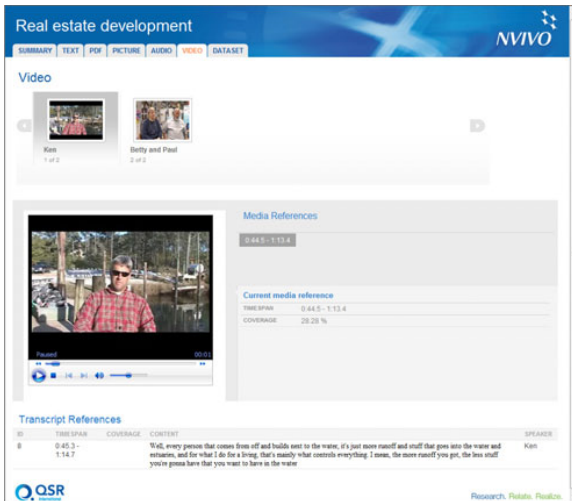 Real estate development
NVIVO
SUMMARY TEXT PDF PICTURE AUDIO VIDEO DATASET
Video
Ken
1 of 2
Betty and Paul
2 of 2
Media References
0:44.5 - 1:13.4
Current media reference
TIMESPAN 0:44.5 - 1:13.4
COVERAGE 28.28 %
Paused 00:01
Transcript References
ID TIMESPAN COVERAGE CONTENT SPEAKER
8 0:45.3 - 1:14.7 Well, every person that comes from off and builds next to the water, it's just more runoff and stuff that goes into the water and Ken
estuaries, and for what I do for a living, that's mainly what controls everything. I mean, the more runoff you got, the less stuff
you're gonna have that you want to have in the water
QSR
International
Research. Relate. Realize.